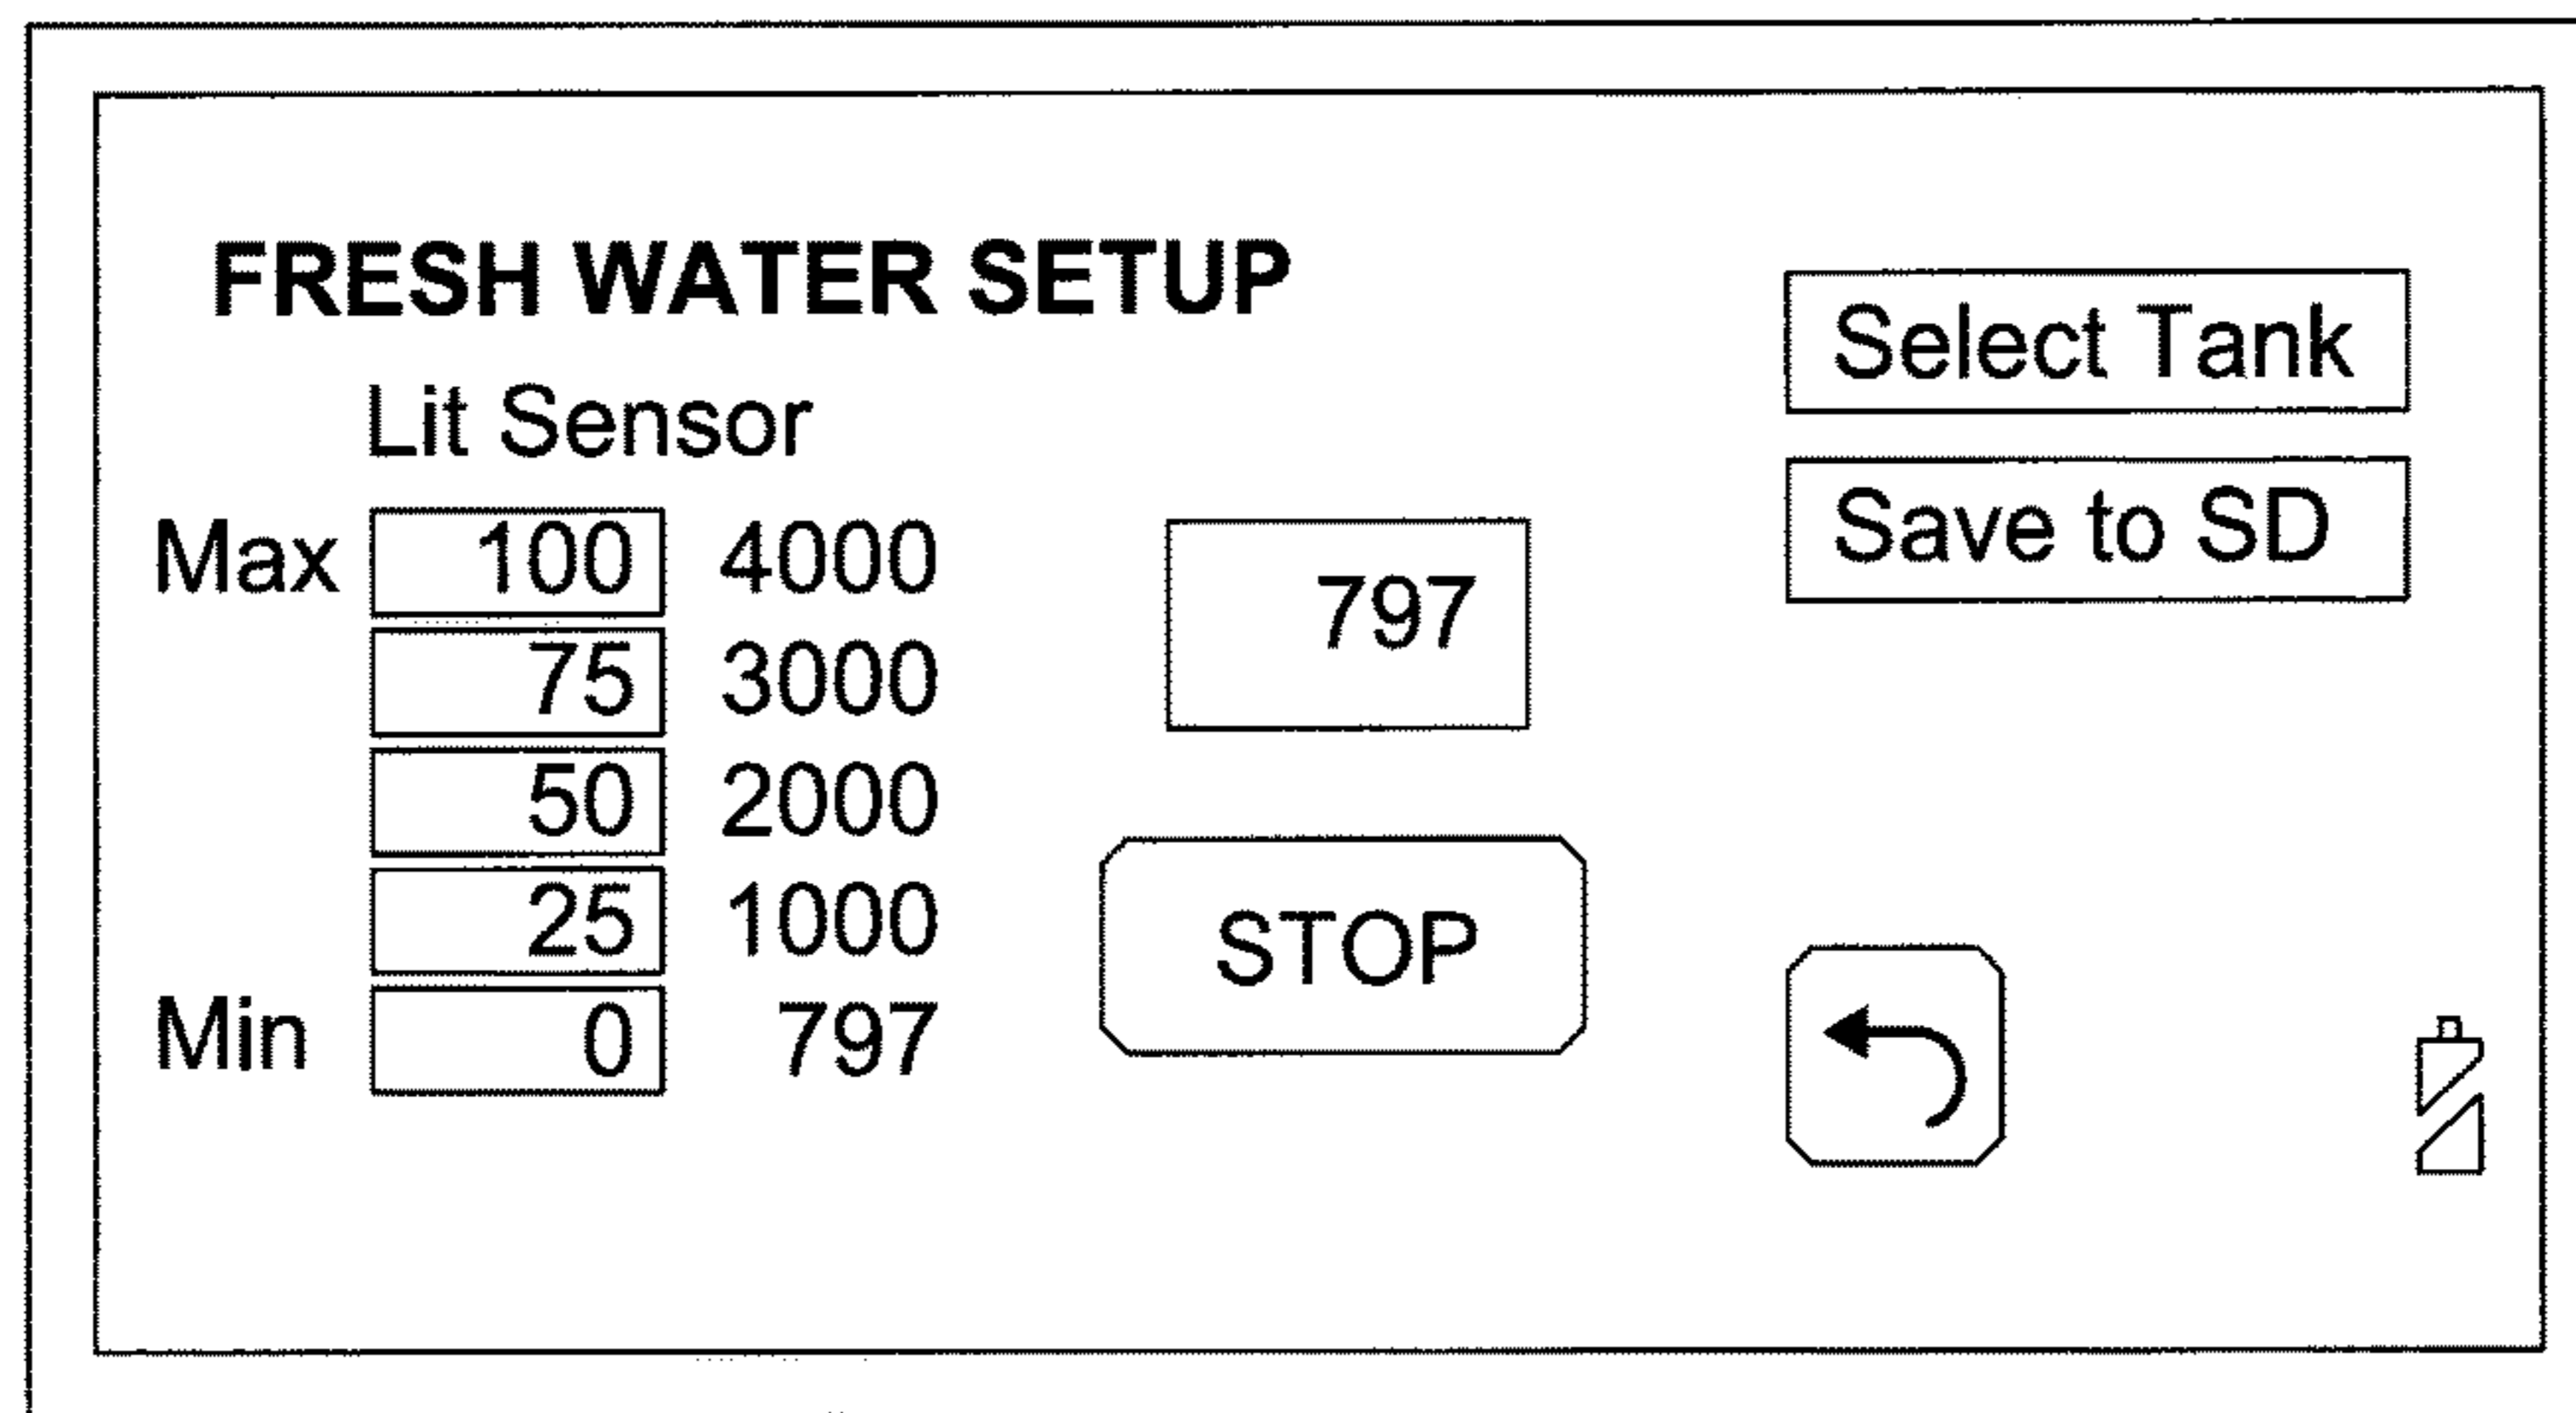 FRESH WATER SETUP
Lit Sensor
Max 100 4000
75 3000
50 2000
25 1000
Min 0 797
797
STOP
Select Tank
Save to SD